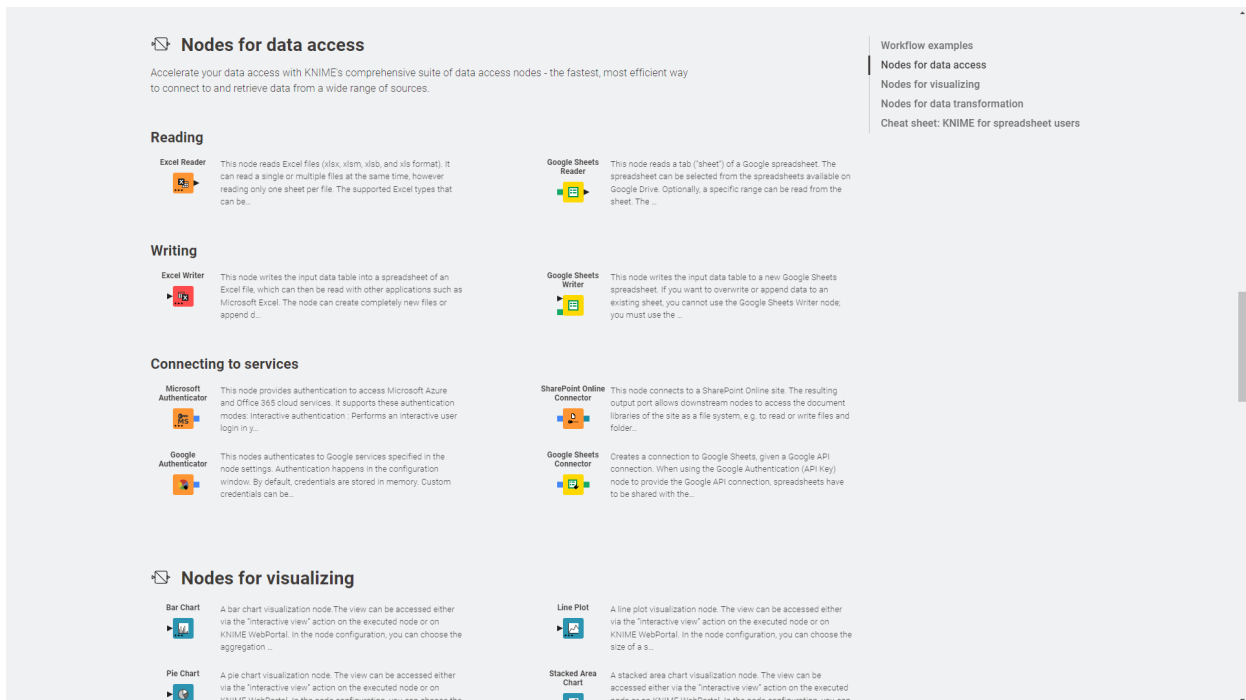 Nodes for data access
Accelerate your data access with KNIME's comprehensive suite of data access nodes - the fastest, most efficient way
to connect to and retrieve data from a wide range of sources.
Workflow examples
Nodes for data access
Nodes for visualizing
Nodes for data transformation
Cheat sheet: KNIME for spreadsheet users
Reading
Excel Reader
This node reads Excel files (xlsx, xlsm, xlsb, and xls format). It
can read a single or multiple files at the same time, however
reading only one sheet per file. The supported Excel types that
can be...
Google Sheets
Reader
This node reads a tab ("sheet") of a Google spreadsheet. The
spreadsheet can be selected from the spreadsheets available on
Google Drive. Optionally, a specific range can be read from the
sheet. The ...
Writing
Excel Writer
This node writes the input data table into a spreadsheet of an
Excel file, which can then be read with other applications such as
Microsoft Excel. The node can create completely new files or
append d...
Google Sheets
Writer
This node writes the input data table to a new Google Sheets
spreadsheet. If you want to overwrite or append data to an
existing sheet, you cannot use the Google Sheets Writer node;
you must use the ...
Connecting to services
Microsoft
Authenticator
MS
This node provides authentication to access Microsoft Azure
and Office 365 cloud services. It supports these authentication
modes: Interactive authentication : Performs an interactive user
login in y...
SharePoint Online
Connector
This node connects to a SharePoint Online site. The resulting
output port allows downstream nodes to access the document
libraries of the site as a file system, e.g. to read or write files and
folder...
Google
Authenticator
This nodes authenticates to Google services specified in the
node settings. Authentication happens in the configuration
window. By default, credentials are stored in memory. Custom
credentials can be...
Google Sheets
Connector
Creates a connection to Google Sheets, given a Google API
connection. When using the Google Authentication (API Key)
node to provide the Google API connection, spreadsheets have
to be shared with the...
Nodes for visualizing
Bar Chart
A bar chart visualization node.The view can be accessed either
via the "interactive view" action on the executed node or on
KNIME WebPortal. In the node configuration, you can choose the
aggregation ...
Line Plot
A line plot visualization node. The view can be accessed either
via the "interactive view" action on the executed node or on
KNIME WebPortal. In the node configuration, you can choose the
size of a s...
Pie Chart
A pie chart visualization node. The view can be accessed either
via the "interactive view" action on the executed node or on
KNIME WebPortal. In the node configuration, you can choose the
Stacked Area
Chart
A stacked area chart visualization node. The view can be
accessed either via the "interactive view" action on the executed
node or on KNIME WebPortal. In the node configuration, you can